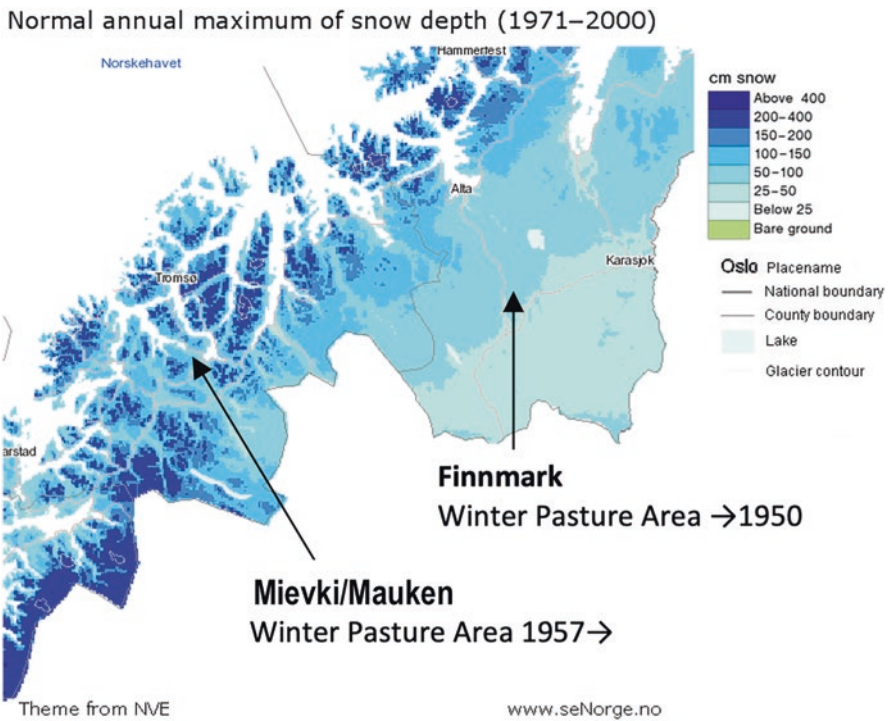 Normal annual maximum of snow depth (1971–2000)
Norskehavet
Hammerfest
Alta
Tromsø
Karasjok
arstad
cm snow
Above 400
200–400
150–200
100–150
50–100
25–50
Below 25
Bare ground
Oslo Placename
National boundary
County boundary
Lake
Glacier contour
Finnmark
Winter Pasture Area →1950
Mievki/Mauken
Winter Pasture Area 1957→
Theme from NVE
www.seNorge.no